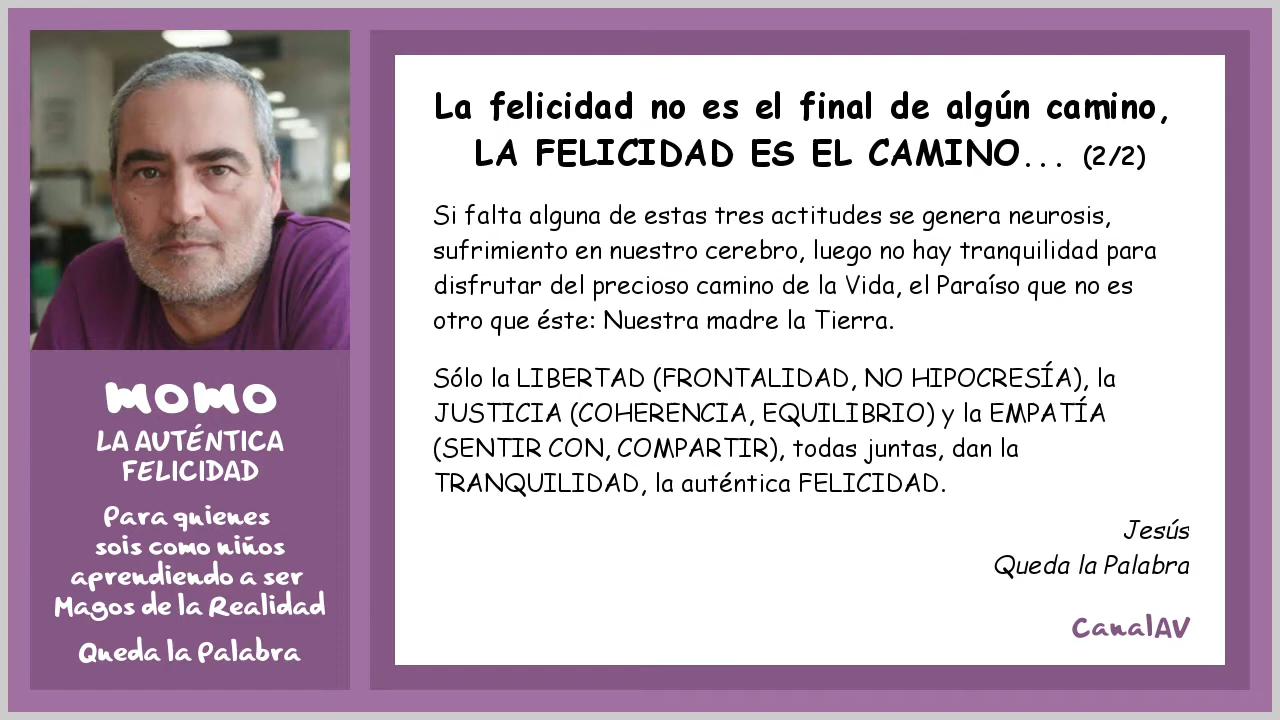 MOMO
LA AUTÉNTICA
FELICIDAD
Para quienes
sois como niños
aprendiendo a ser
Magos de la Realidad
Queda la Palabra
La felicidad no es el final de algún camino,
LA FELICIDAD ES EL CAMINO... (2/2)
Si falta alguna de estas tres actitudes se genera neurosis,
sufrimiento en nuestro cerebro, luego no hay tranquilidad para
disfrutar del precioso camino de la Vida, el Paraíso que no es
otro que éste: Nuestra madre la Tierra.
Sólo la LIBERTAD (FRONTALIDAD, NO HIPOCRESÍA), la
JUSTICIA (COHERENCIA, EQUILIBRIO) y la EMPATÍA
(SENTIR CON, COMPARTIR), todas juntas, dan la
TRANQUILIDAD, la auténtica FELICIDAD.
Jesús
Queda la Palabra
CanalAV